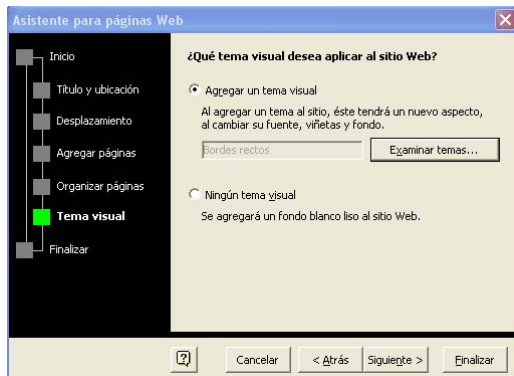 Asistente para páginas Web
Inicio
Título y ubicación
Desplazamiento
Agregar páginas
Organizar páginas
Tema visual
Finalizar
¿Qué tema visual desea aplicar al sitio Web?
Agregar un tema visual
Al agregar un tema al sitio, éste tendrá un nuevo aspecto,
al cambiar su fuente, viñetas y fondo.
Bordes rectos
Examinar temas...
Ningún tema visual
Se agregará un fondo blanco liso al sitio Web.
?
Cancelar
< Atrás
Siguiente >
Finalizar